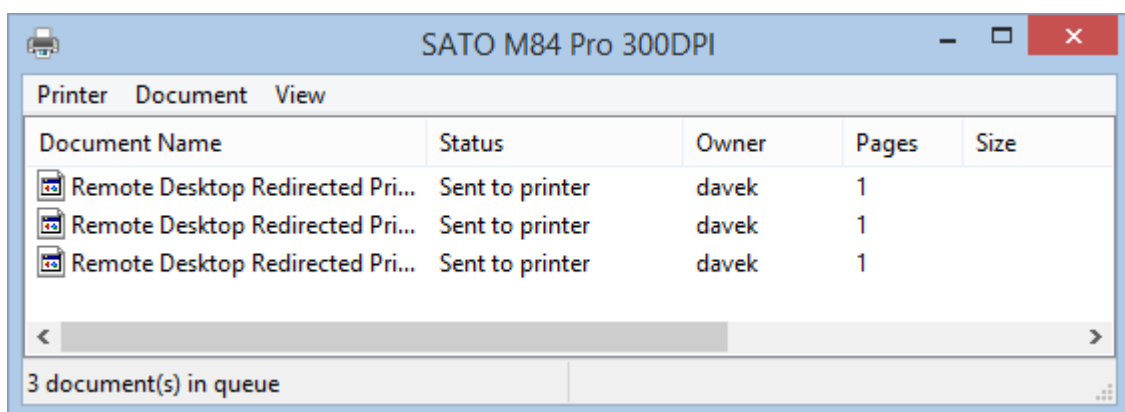 SATO M84 Pro 300DPI
Printer Document View
Document Name Status Owner Pages Size
Remote Desktop Redirected Pri... Sent to printer davek 1
Remote Desktop Redirected Pri... Sent to printer davek 1
Remote Desktop Redirected Pri... Sent to printer davek 1
3 document(s) in queue